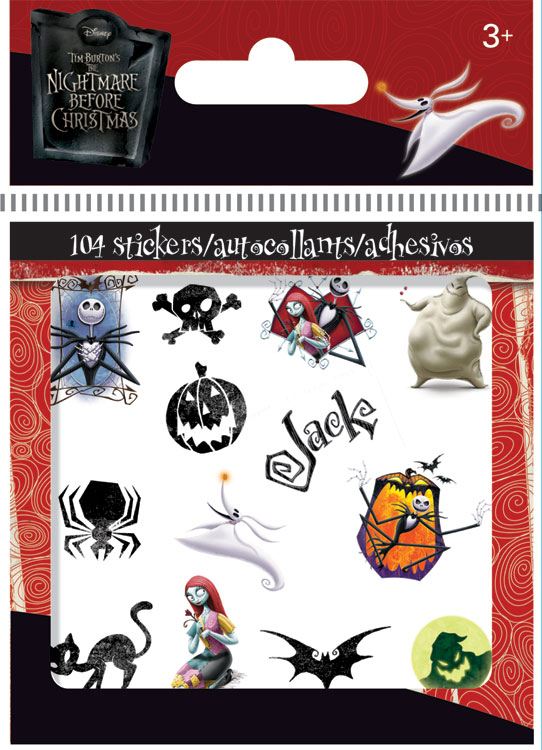 Disney
TIM BURTON'S THE
NIGHTMARE
BEFORE
CHRISTMAS
3+
104 stickers/autocollants/adhesivos
Jack